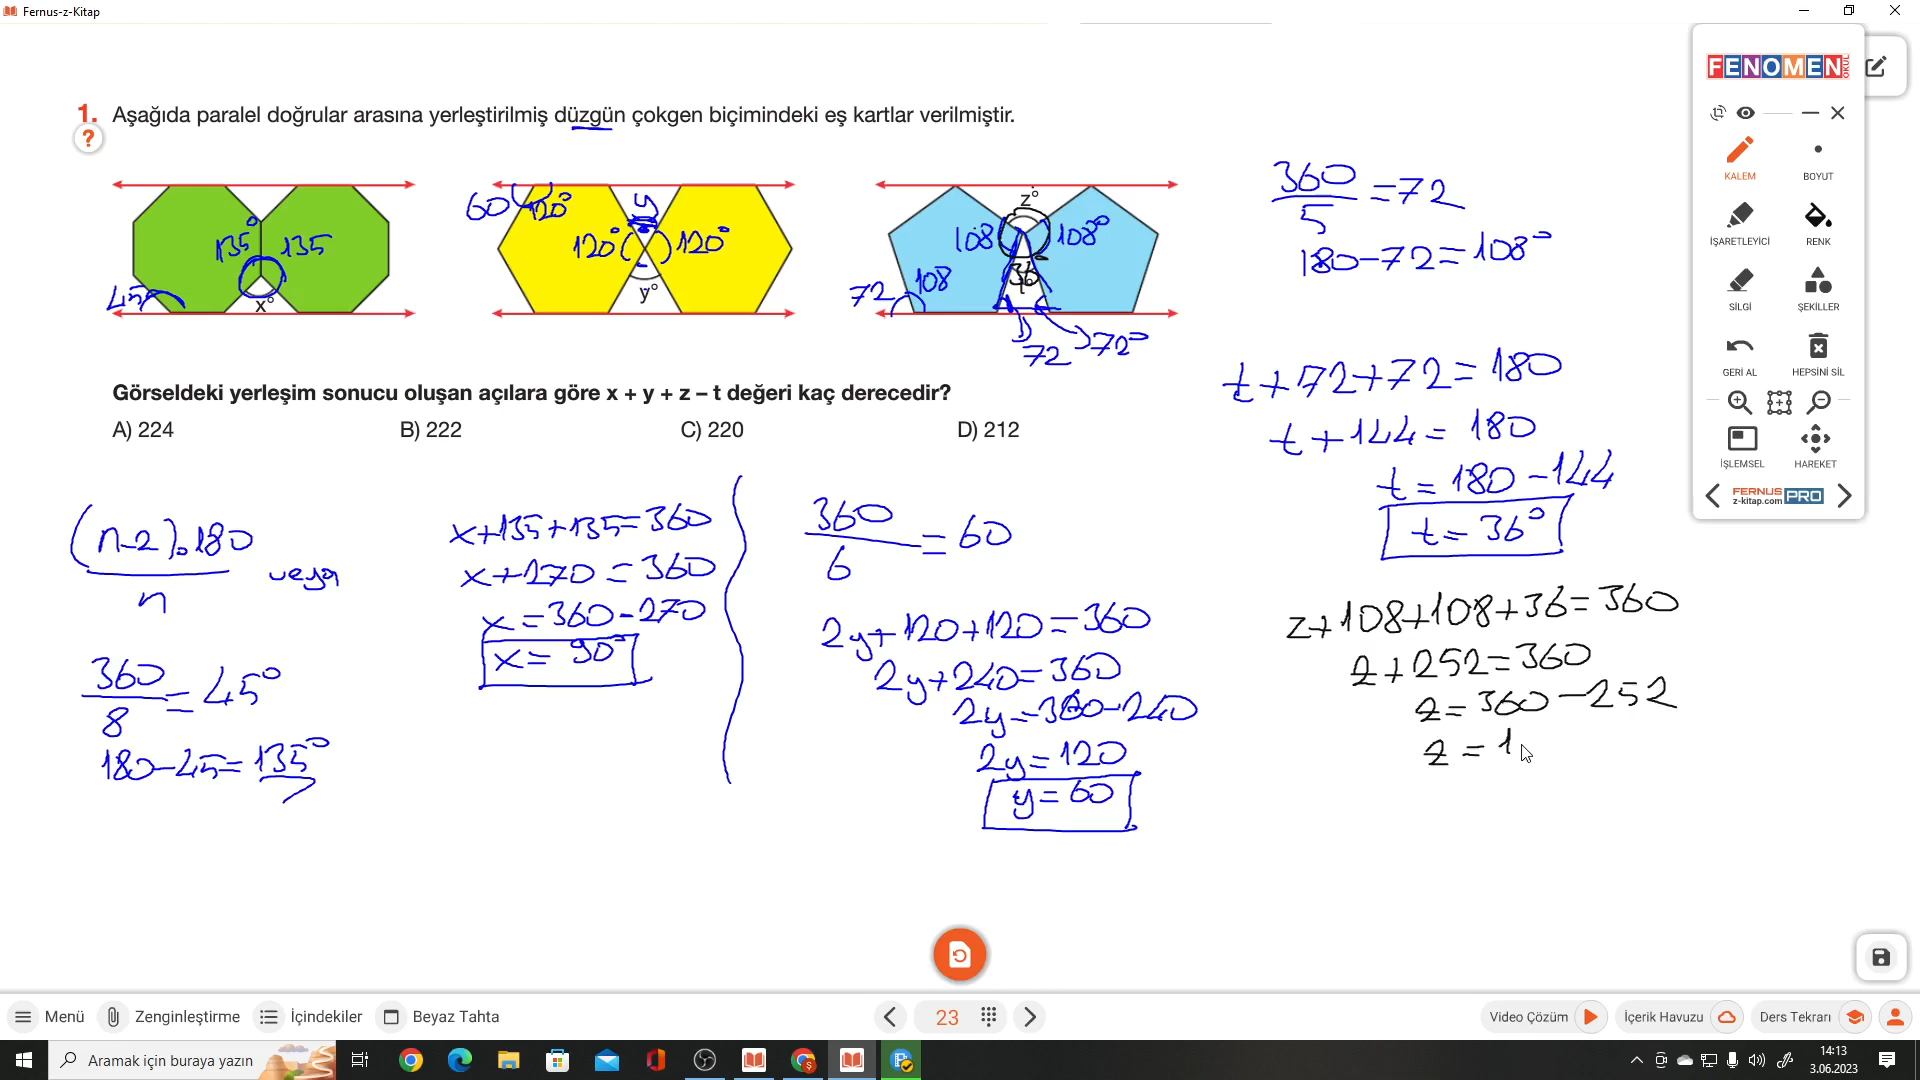 Fernus-z-Kitap
FENOMEN OKUL
1. Aşağıda paralel doğrular arasına yerleştirilmiş düzgün çokgen biçimindeki eş kartlar verilmiştir.
?
135° 135
45
x°
60 120°
y
120° 120°
y°
z°
108 108°
36
t
72 108
72 72°
360/5 = 72
180-72=108°
Görseldeki yerleşim sonucu oluşan açılara göre x + y + z – t değeri kaç derecedir?
A) 224 B) 222 C) 220 D) 212
t+72+72=180
t+144=180
t=180-144
t=36°
(n-2).180/n veya
360/8=45°
180-45=135°
x+135+135=360
x+270=360
x=360-270
x=90°
360/6=60
2y+120+120=360
2y+240=360
2y=360-240
2y=120
y=60
z+108+108+36=360
z+252=360
z=360-252
z=1
KALEM BOYUT
İŞARETLEYİCİ RENK
SİLGİ ŞEKİLLER
GERİ AL HEPSİNİ SİL
İŞLEMSEL HAREKET
FERNUS z-kitap.com PRO
Menü Zenginleştirme İçindekiler Beyaz Tahta 23 Video Çözüm İçerik Havuzu Ders Tekrarı
Aramak için buraya yazın
14:13
3.06.2023